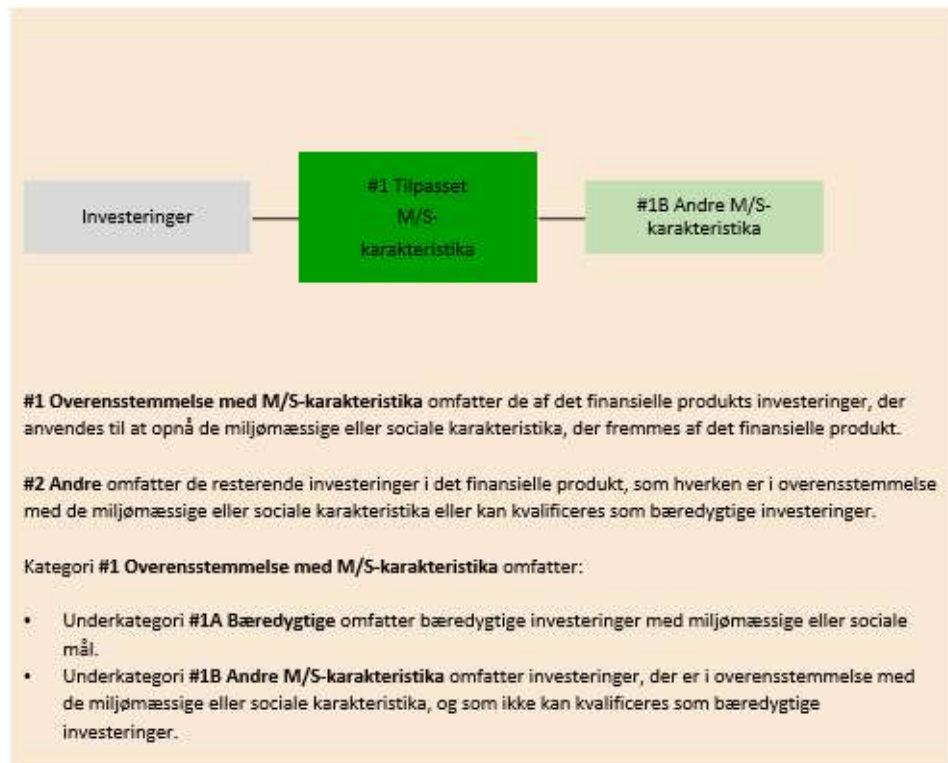 Investeringer
#1 Tilpasset
M/S-
karakteristika
#1B Andre M/S-
karakteristika
#1 Overensstemmelse med M/S-karakteristika omfatter de af det finansielle produkts investeringer, der
anvendes til at opnå de miljømæssige eller sociale karakteristika, der fremmes af det finansielle produkt.
#2 Andre omfatter de resterende investeringer i det finansielle produkt, som hverken er i overensstemmelse
med de miljømæssige eller sociale karakteristika eller kan kvalificeres som bæredygtige investeringer.
Kategori #1 Overensstemmelse med M/S-karakteristika omfatter:
• Underkategori #1A Bæredygtige omfatter bæredygtige investeringer med miljømæssige eller sociale
mål.
• Underkategori #1B Andre M/S-karakteristika omfatter investeringer, der er i overensstemmelse med
de miljømæssige eller sociale karakteristika, og som ikke kan kvalificeres som bæredygtige
investeringer.